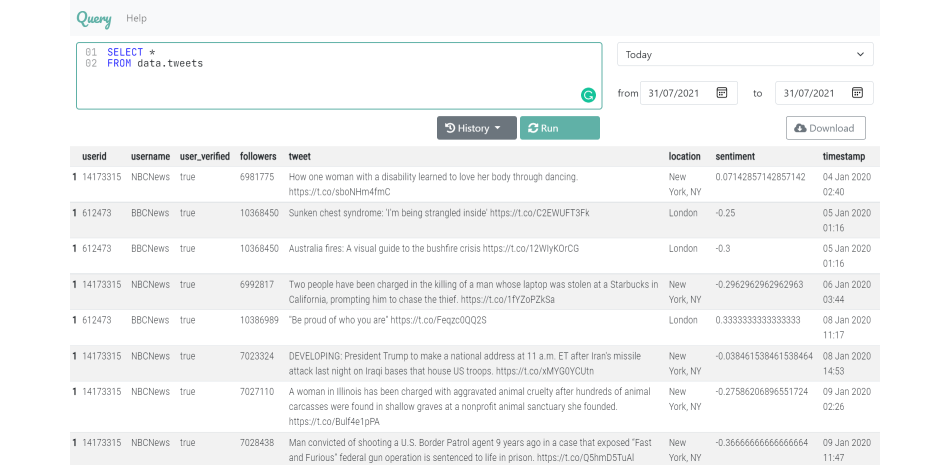 Query Help
01 SELECT *
02 FROM data.tweets
Today
from 31/07/2021 to 31/07/2021
History Run Download
userid username user_verified followers tweet location sentiment timestamp
1 14173315 NBCNews true 6981775 How one woman with a disability learned to love her body through dancing. New 0.07142857142857142 04 Jan 2020
https://t.co/sboNHm4fmC York, NY 02:40
1 612473 BBCNews true 10368450 Sunken chest syndrome: 'I'm being strangled inside' https://t.co/C2EWUFT3Fk London -0.25 05 Jan 2020
01:16
1 612473 BBCNews true 10368450 Australia fires: A visual guide to the bushfire crisis https://t.co/12WIyKOrCG London -0.3 05 Jan 2020
01:16
1 14173315 NBCNews true 6992817 Two people have been charged in the killing of a man whose laptop was stolen at a Starbucks in New -0.2962962962962963 06 Jan 2020
California, prompting him to chase the thief. https://t.co/1fYZoPZkSa York, NY 03:44
1 612473 BBCNews true 10386989 "Be proud of who you are" https://t.co/Feqzc0QQ2S London 0.3333333333333333 08 Jan 2020
11:17
1 14173315 NBCNews true 7023324 DEVELOPING: President Trump to make a national address at 11 a.m. ET after Iran's missile New -0.038461538461538464 08 Jan 2020
attack last night on Iraqi bases that house US troops. https://t.co/xMYG0YCUtn York, NY 14:53
1 14173315 NBCNews true 7027110 A woman in Illinois has been charged with aggravated animal cruelty after hundreds of animal New -0.27586206896551724 09 Jan 2020
carcasses were found in shallow graves at a nonprofit animal sanctuary she founded. York, NY 02:26
https://t.co/Bulf4e1pPA
1 14173315 NBCNews true 7028438 Man convicted of shooting a U.S. Border Patrol agent 9 years ago in a case that exposed "Fast New -0.36666666666666664 09 Jan 2020
and Furious" federal gun operation is sentenced to life in prison. https://t.co/Q5hmD5TuAl York, NY 11:47